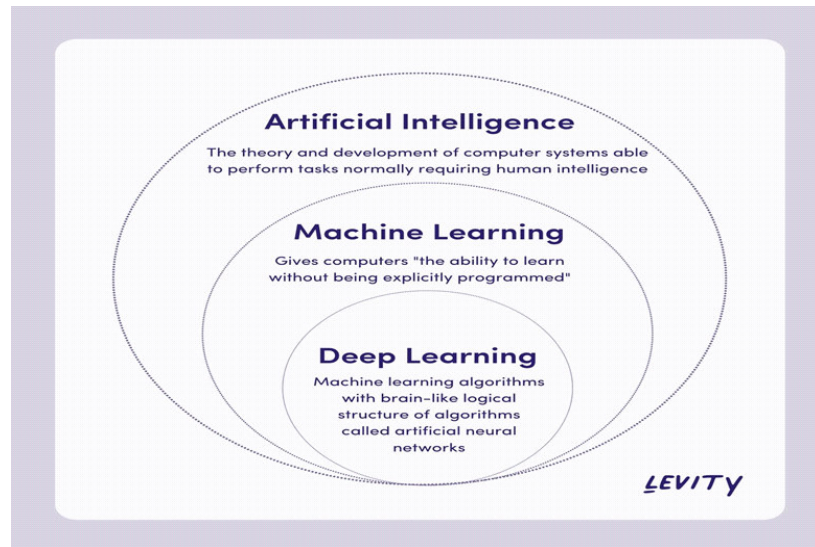 Artificial Intelligence
The theory and development of computer systems able
to perform tasks normally requiring human intelligence
Machine Learning
Gives computers "the ability to learn
without being explicitly programmed"
Deep Learning
Machine learning algorithms
with brain-like logical
structure of algorithms
called artificial neural
networks
LEVITY